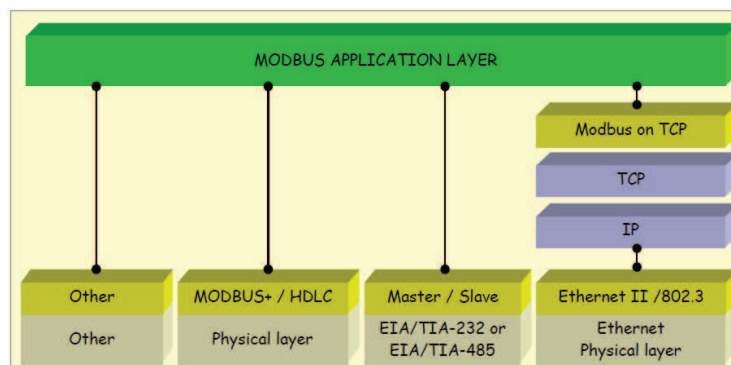 MODBUS APPLICATION LAYER
Modbus on TCP
TCP
IP
Other
MODBUS+ / HDLC
Master / Slave
Ethernet II /802.3
Other
Physical layer
EIA/TIA-232 or
EIA/TIA-485
Ethernet
Physical layer